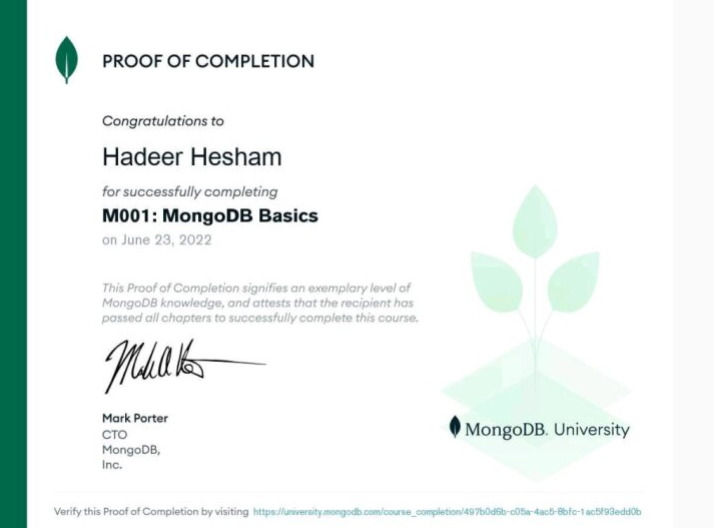 PROOF OF COMPLETION
Congratulations to
Hadeer Hesham
for successfully completing
M001: MongoDB Basics
on June 23, 2022
This Proof of Completion signifies an exemplary level of
MongoDB knowledge, and attests that the recipient has
passed all chapters to successfully complete this course.
Mark Porter
CTO
MongoDB,
Inc.
MongoDB. University
Verify this Proof of Completion by visiting https://university.mongodb.com/course_completion/497b0d6b-c05a-4ac5-8bfc-1ac5f93edd0b